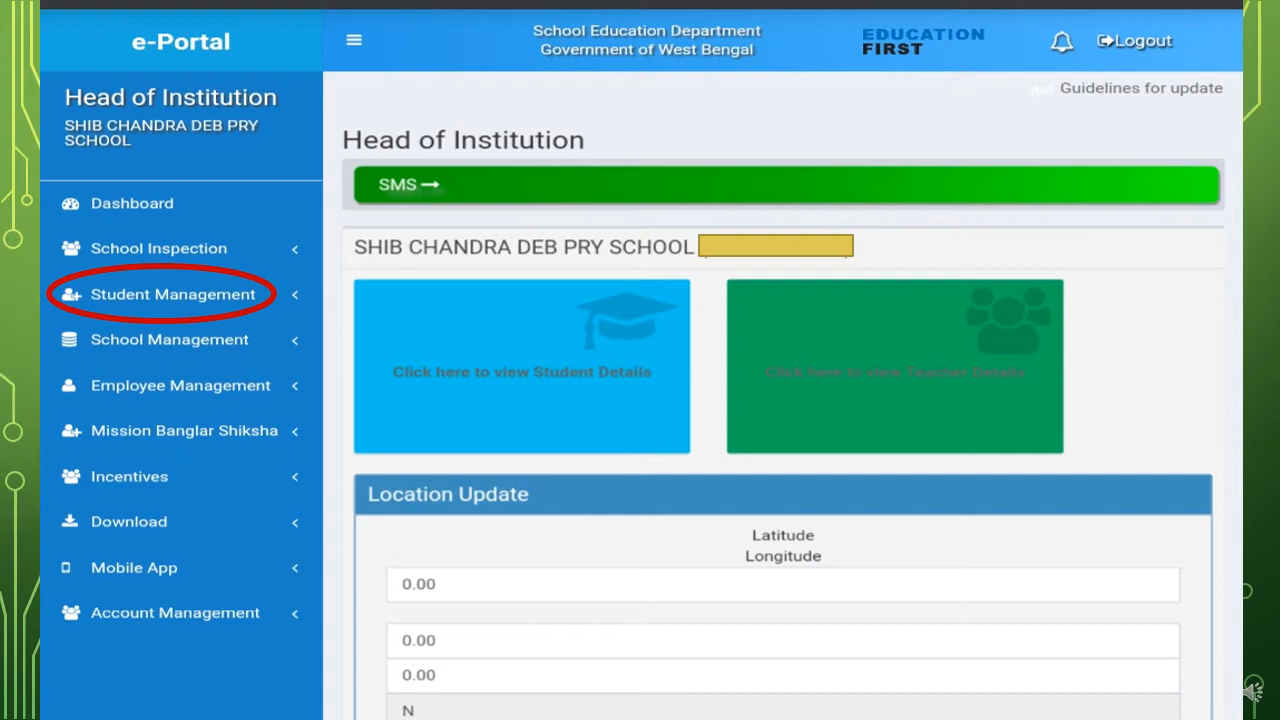 e-Portal
School Education Department
Government of West Bengal
EDUCATION
FIRST
Logout
Head of Institution
SHIB CHANDRA DEB PRY
SCHOOL
Dashboard
School Inspection
Student Management
School Management
Employee Management
Mission Banglar Shiksha
Incentives
Download
Mobile App
Account Management
Guidelines for update
Head of Institution
SMS
SHIB CHANDRA DEB PRY SCHOOL
Click here to view Student Details
Click here to view Teacher Details
Location Update
Latitude
Longitude
0.00
0.00
0.00
N